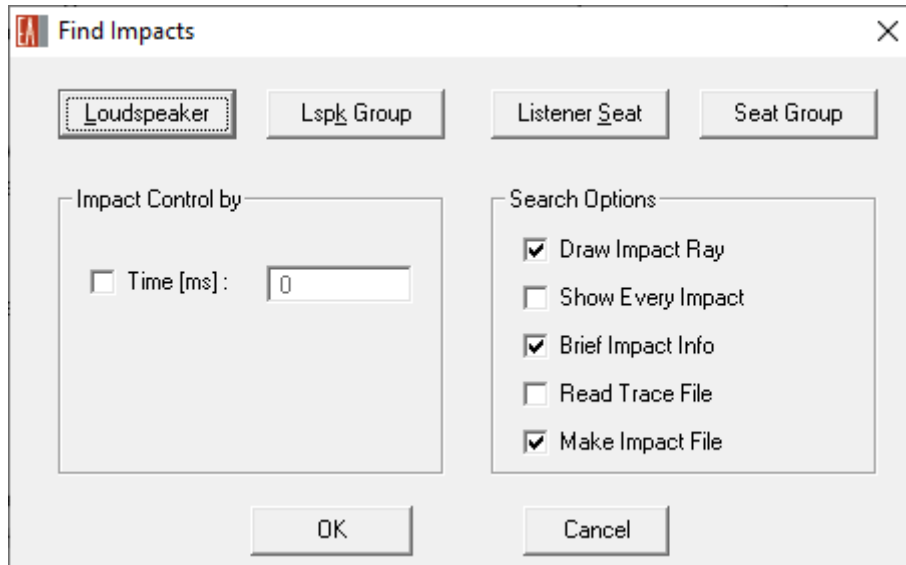 EA Find Impacts
Loudspeaker Lspk Group Listener Seat Seat Group
Impact Control by
Time [ms] : 0
Search Options
Draw Impact Ray
Show Every Impact
Brief Impact Info
Read Trace File
Make Impact File
OK Cancel